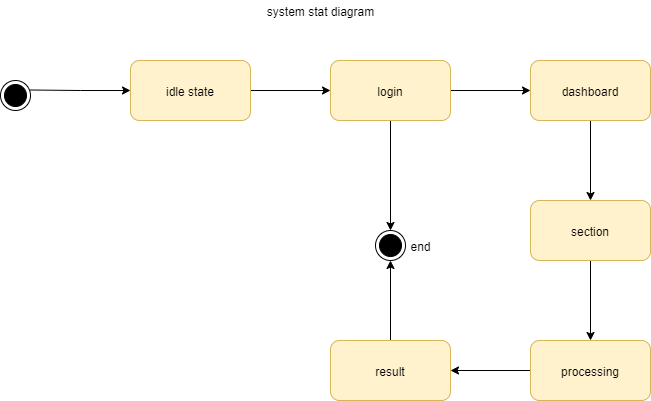 system stat diagram
idle state
login
dashboard
end
section
result
processing